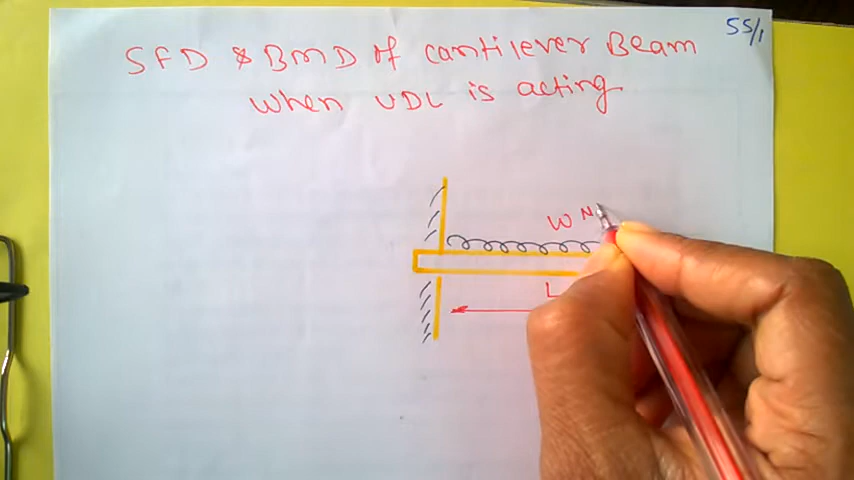 55/1
SFD & BMD of cantilever Beam
when UDL is acting
W N
L